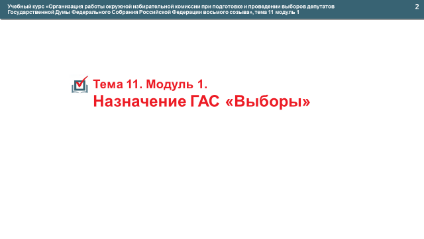 Учебный курс «Организация работы окружной избирательной комиссии при подготовке и проведении выборов депутатов
Государственной Думы Федерального Собрания Российской Федерации восьмого созыва», тема 11 модуль 1
2
Тема 11. Модуль 1.
Назначение ГАС «Выборы»